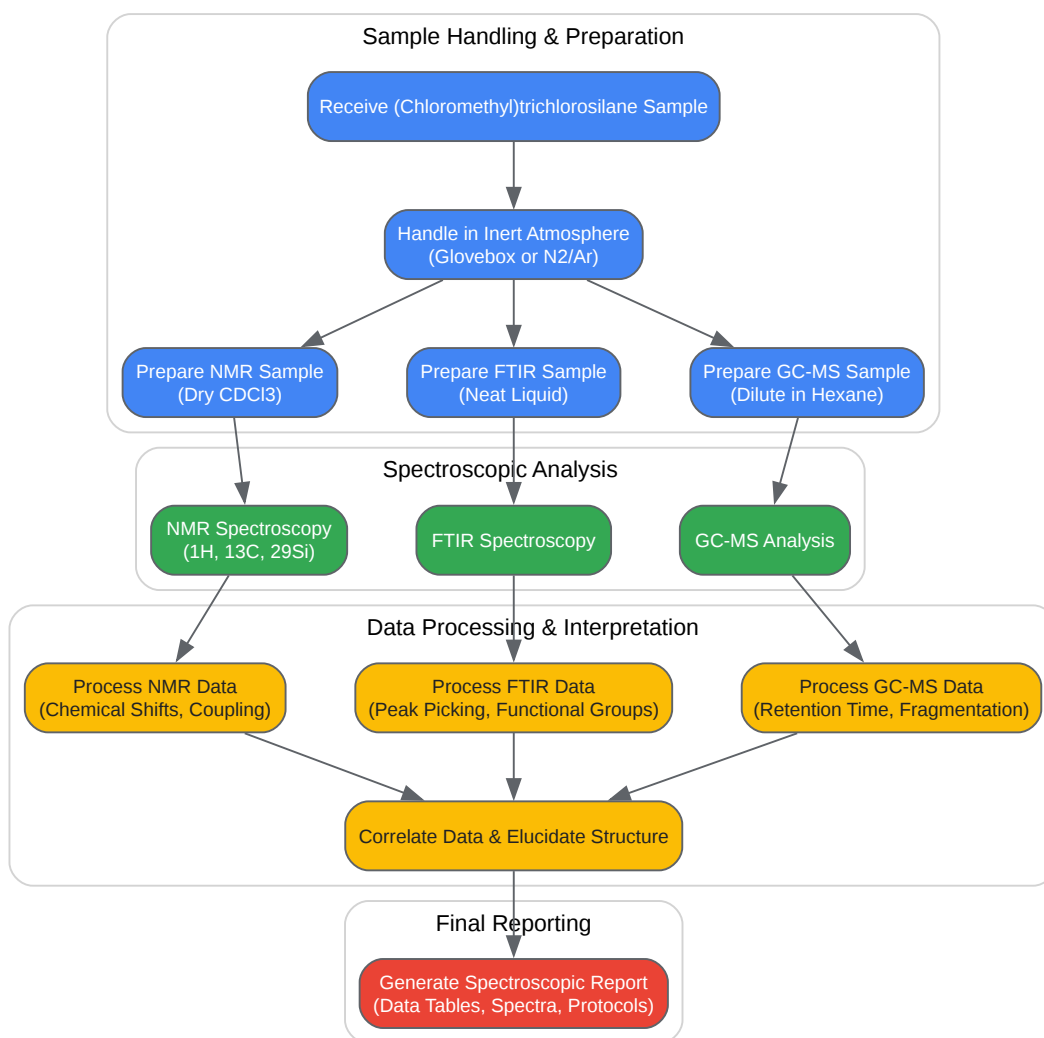 Sample Handling & Preparation
Receive (Chloromethyl)trichlorosilane Sample
Handle in Inert Atmosphere
(Glovebox or N2/Ar)
Prepare NMR Sample
(Dry CDCl3)
Prepare FTIR Sample
(Neat Liquid)
Prepare GC-MS Sample
(Dilute in Hexane)
Spectroscopic Analysis
NMR Spectroscopy
(1H, 13C, 29Si)
FTIR Spectroscopy
GC-MS Analysis
Data Processing & Interpretation
Process NMR Data
(Chemical Shifts, Coupling)
Process FTIR Data
(Peak Picking, Functional Groups)
Process GC-MS Data
(Retention Time, Fragmentation)
Correlate Data & Elucidate Structure
Final Reporting
Generate Spectroscopic Report
(Data Tables, Spectra, Protocols)